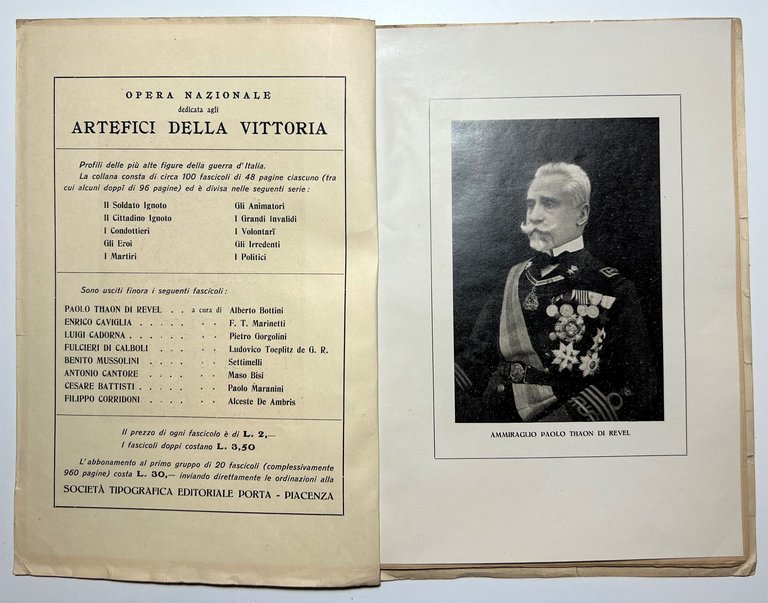 OPERA NAZIONALE
dedicata agli
ARTEFICI DELLA VITTORIA
Profili delle più alte figure della guerra d'Italia.
La collana consta di circa 100 fascicoli di 48 pagine ciascuno (tra
cui alcuni doppi di 96 pagine) ed è divisa nelle seguenti serie:
Il Soldato Ignoto
Il Cittadino Ignoto
I Condottieri
Gli Eroi
I Martiri
Gli Animatori
I Grandi Invalidi
I Volontarî
Gli Irredenti
I Politici
Sono usciti finora i seguenti fascicoli:
PAOLO THAON DI REVEL . . a cura di Alberto Bottini
ENRICO CAVIGLIA . . . . . . ,, F. T. Marinetti
LUIGI CADORNA . . . . . . . ,, Pietro Gorgolini
FULCIERI DI CALBOLI . . . . . ,, Ludovico Toeplitz de G. R.
BENITO MUSSOLINI . . . . . . ,, Settimelli
ANTONIO CANTORE . . . . . . ,, Maso Bisi
CESARE BATTISTI . . . . . . . ,, Paolo Maranini
FILIPPO CORRIDONI . . . . . . ,, Alceste De Ambris
Il prezzo di ogni fascicolo è di L. 2,—
I fascicoli doppi costano L. 3,50
L'abbonamento al primo gruppo di 20 fascicoli (complessivamente
960 pagine) costa L. 30,— inviando direttamente le ordinazioni alla
SOCIETÀ TIPOGRAFICA EDITORIALE PORTA - PIACENZA
AMMIRAGLIO PAOLO THAON DI REVEL